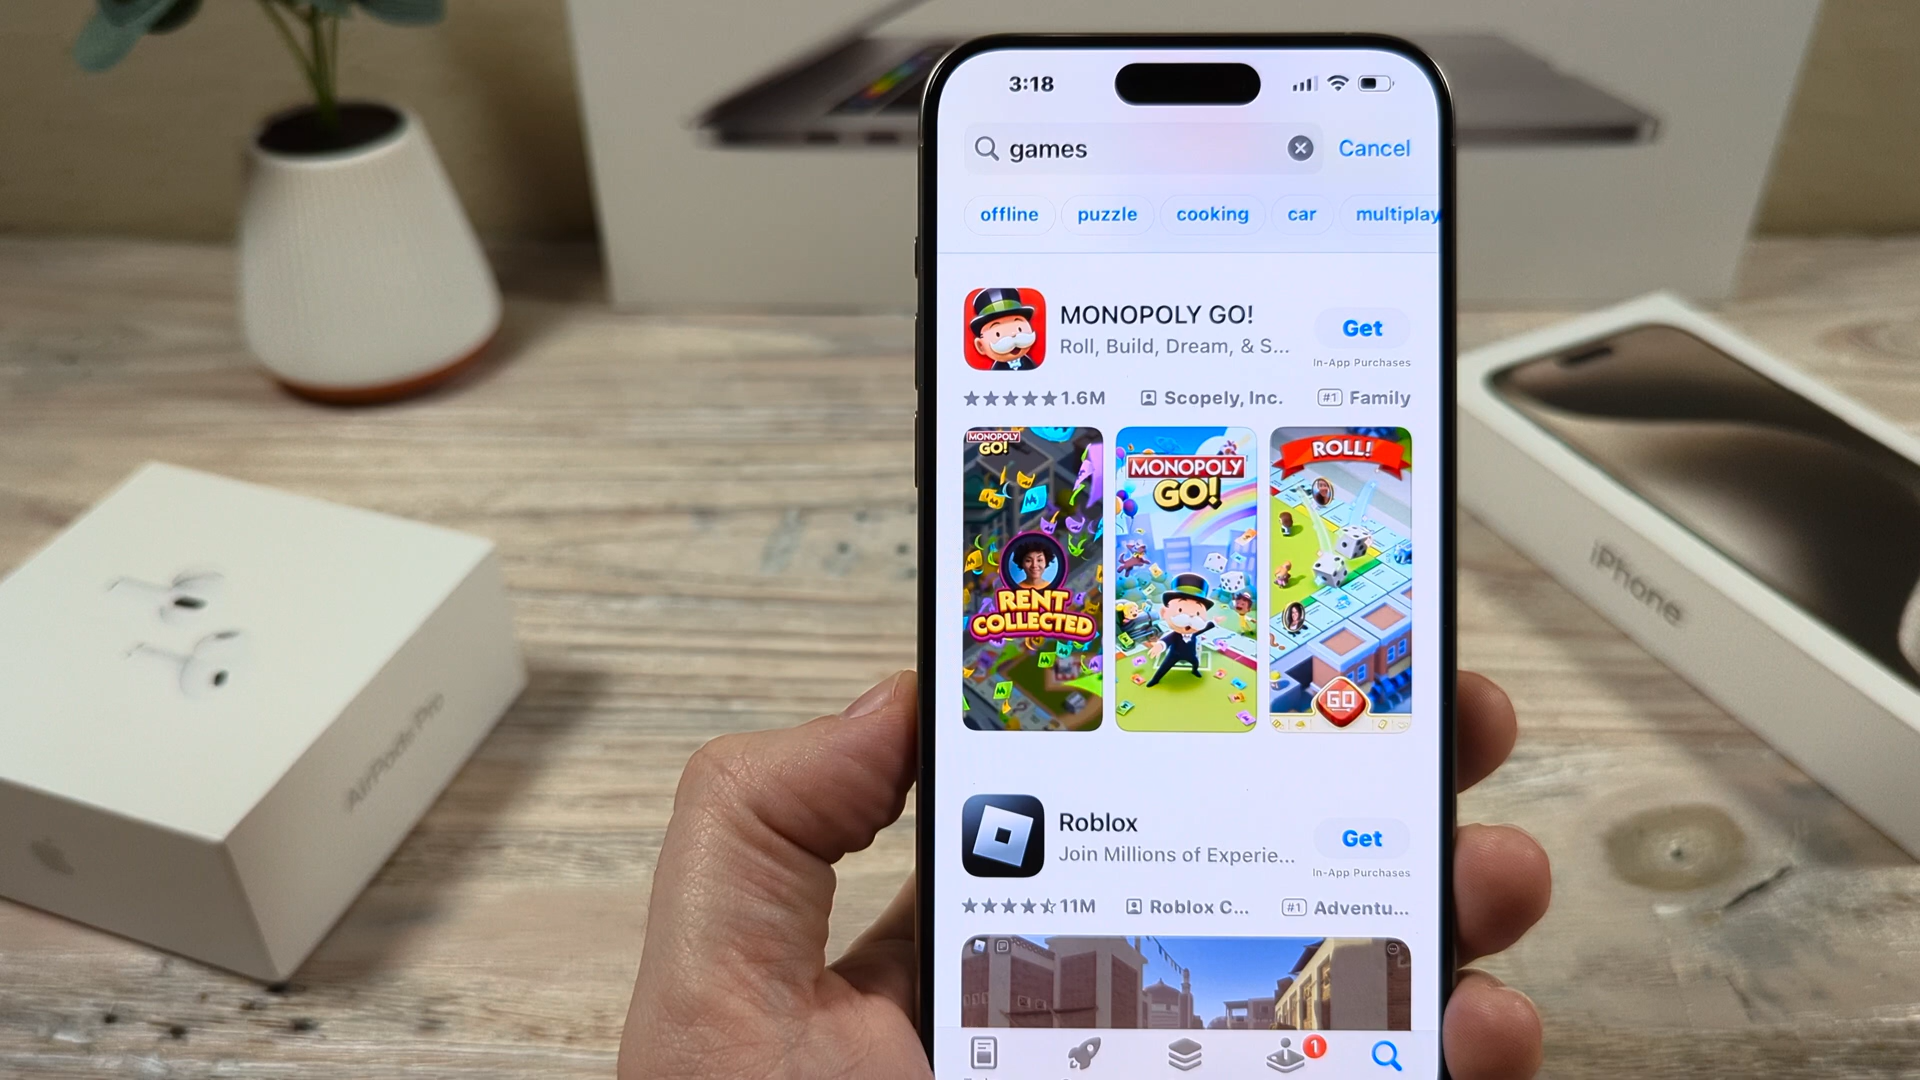 3:18
games
Cancel
offline puzzle cooking car multiplay
MONOPOLY GO!
Roll, Build, Dream, & S...
Get
In-App Purchases
1.6M Scopely, Inc. #1 Family
MONOPOLY
GO!
RENT
COLLECTED
MONOPOLY
GO!
ROLL!
GO
Roblox
Join Millions of Experie...
Get
In-App Purchases
11M Roblox C... #1 Adventu...
1
AirPods Pro
iPhone